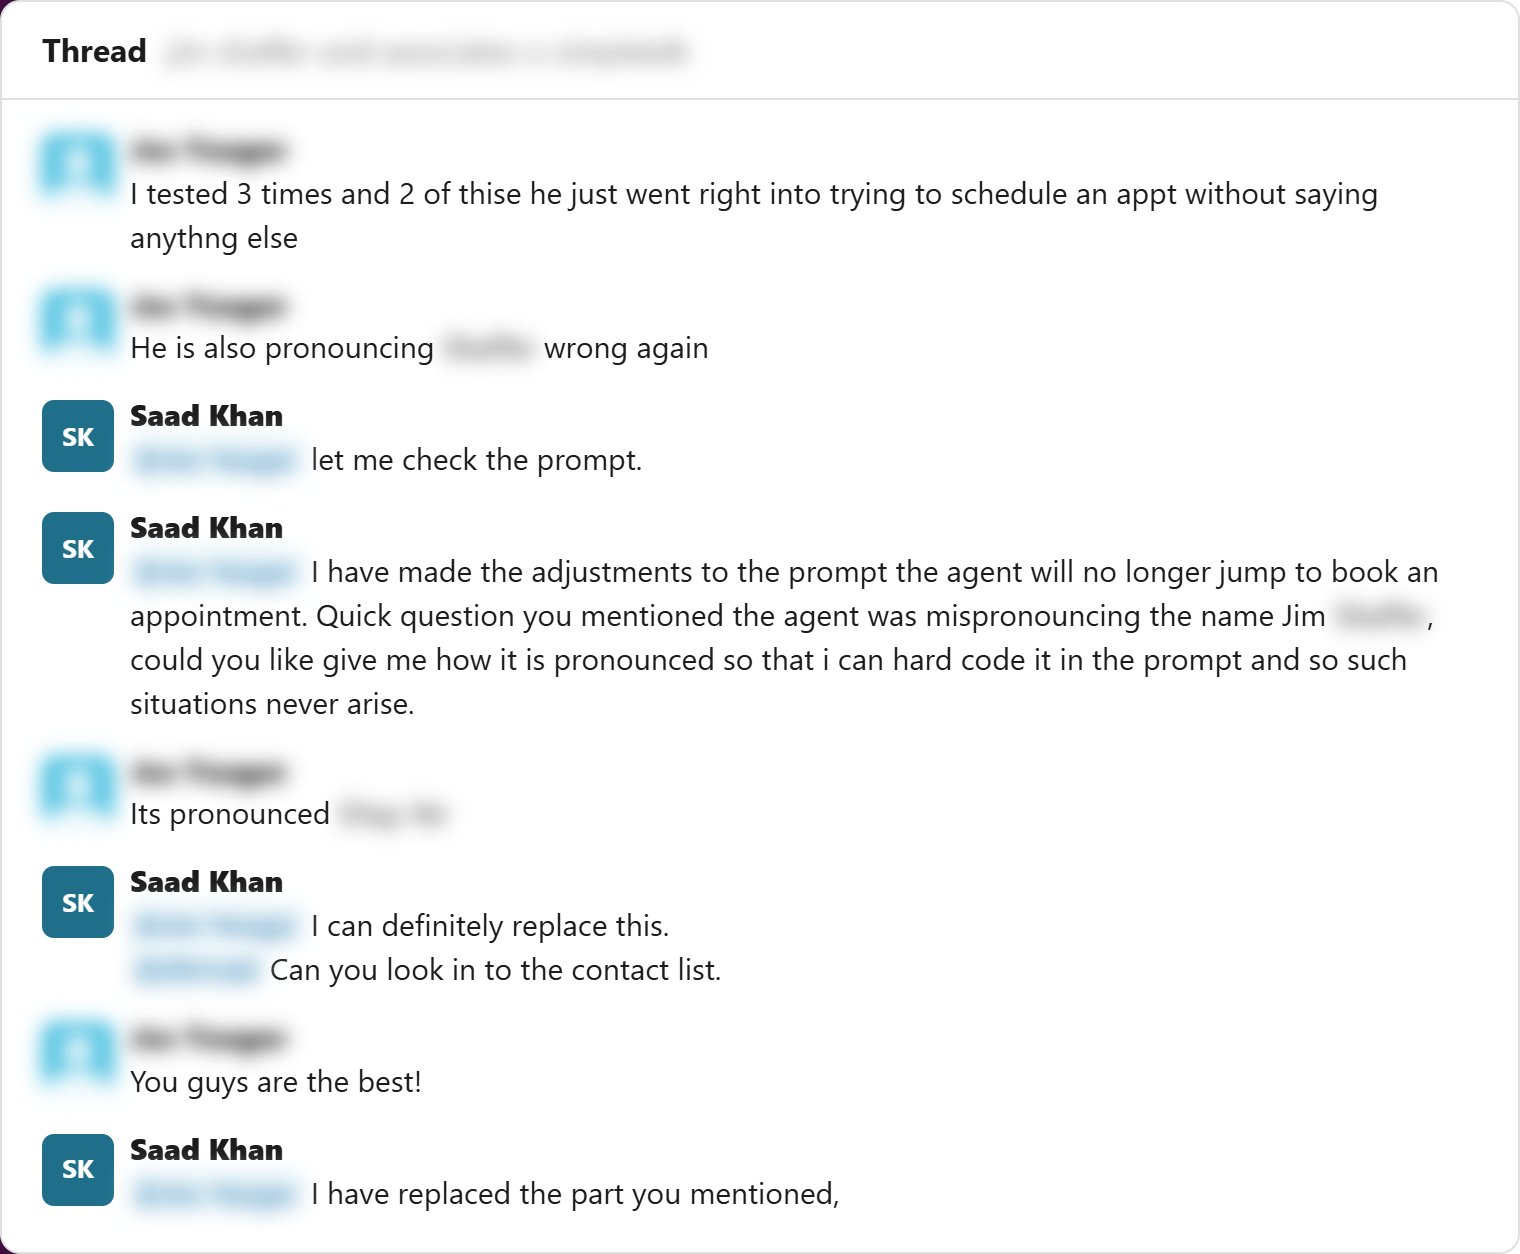 Thread
I tested 3 times and 2 of thise he just went right into trying to schedule an appt without saying
anythng else
He is also pronouncing wrong again
SK
Saad Khan
let me check the prompt.
SK
Saad Khan
I have made the adjustments to the prompt the agent will no longer jump to book an
appointment. Quick question you mentioned the agent was mispronouncing the name Jim ,
could you like give me how it is pronounced so that i can hard code it in the prompt and so such
situations never arise.
Its pronounced
SK
Saad Khan
I can definitely replace this.
Can you look in to the contact list.
You guys are the best!
SK
Saad Khan
I have replaced the part you mentioned,